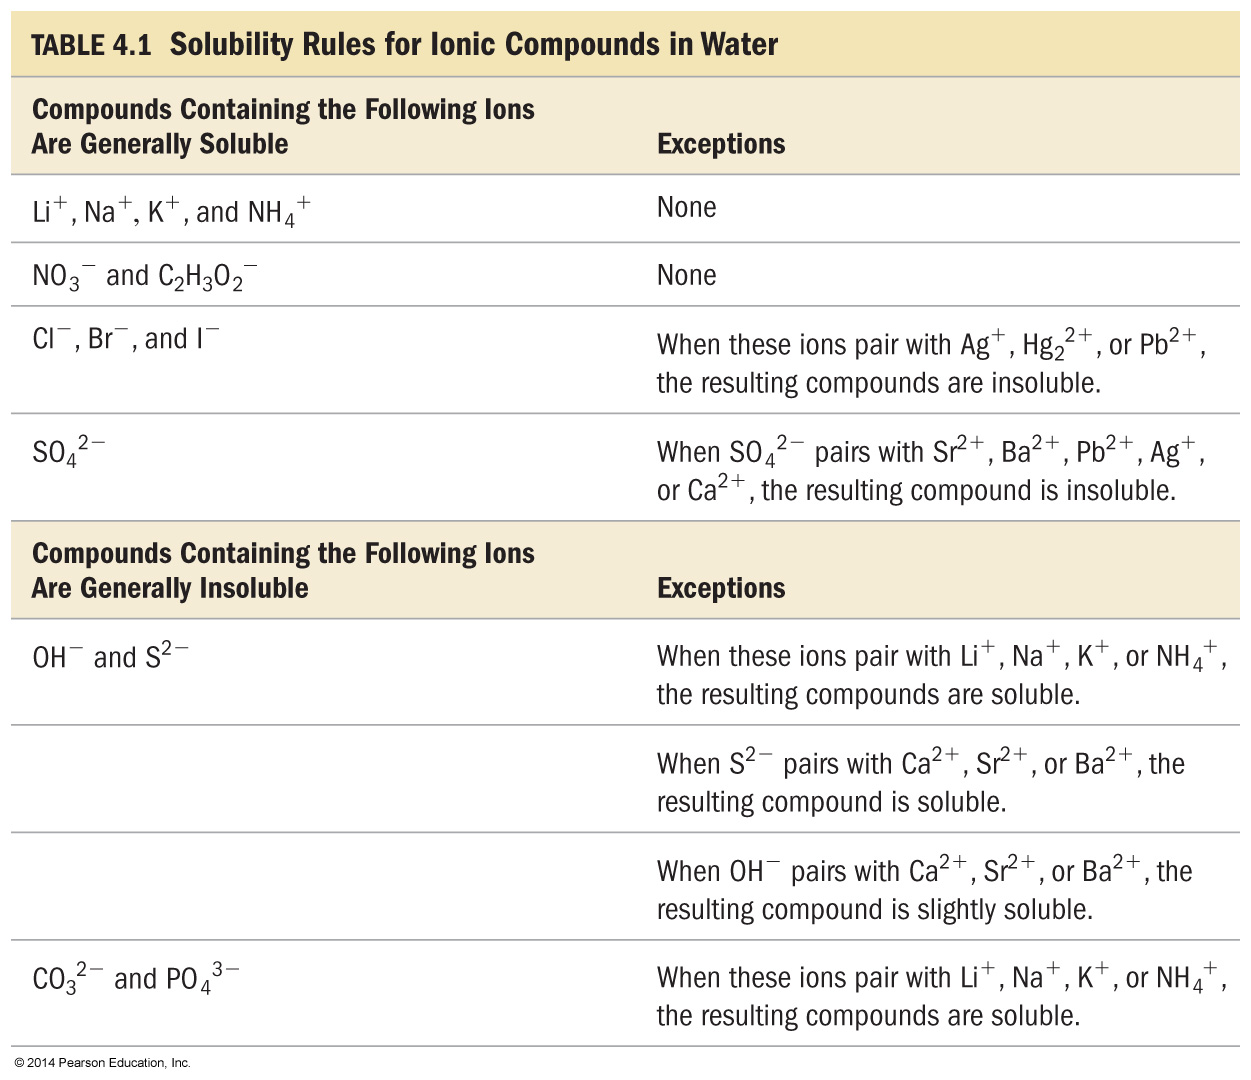 TABLE 4.1 Solubility Rules for Ionic Compounds in Water
Compounds Containing the Following Ions
Are Generally Soluble
Exceptions
Li⁺, Na⁺, K⁺, and NH₄⁺
None
NO₃⁻ and C₂H₃O₂⁻
None
Cl⁻, Br⁻, and I⁻
When these ions pair with Ag⁺, Hg₂²⁺, or Pb²⁺,
the resulting compounds are insoluble.
SO₄²⁻
When SO₄²⁻ pairs with Sr²⁺, Ba²⁺, Pb²⁺, Ag⁺,
or Ca²⁺, the resulting compound is insoluble.
Compounds Containing the Following Ions
Are Generally Insoluble
Exceptions
OH⁻ and S²⁻
When these ions pair with Li⁺, Na⁺, K⁺, or NH₄⁺,
the resulting compounds are soluble.
When S²⁻ pairs with Ca²⁺, Sr²⁺, or Ba²⁺, the
resulting compound is soluble.
When OH⁻ pairs with Ca²⁺, Sr²⁺, or Ba²⁺, the
resulting compound is slightly soluble.
CO₃²⁻ and PO₄³⁻
When these ions pair with Li⁺, Na⁺, K⁺, or NH₄⁺,
the resulting compounds are soluble.
© 2014 Pearson Education, Inc.